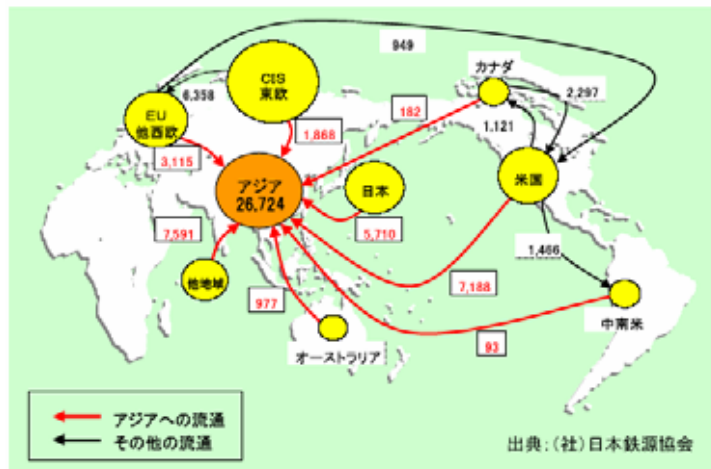 949
カナダ
2,297
CIS
東欧
6,358
EU
他西欧
1,868
182
1,121
3,115
アジア
26,724
日本
米国
7,591
5,710
1,466
他地域
977
7,188
中南米
93
オーストラリア
アジアへの流通
その他の流通
出典:(社)日本鉄源協会